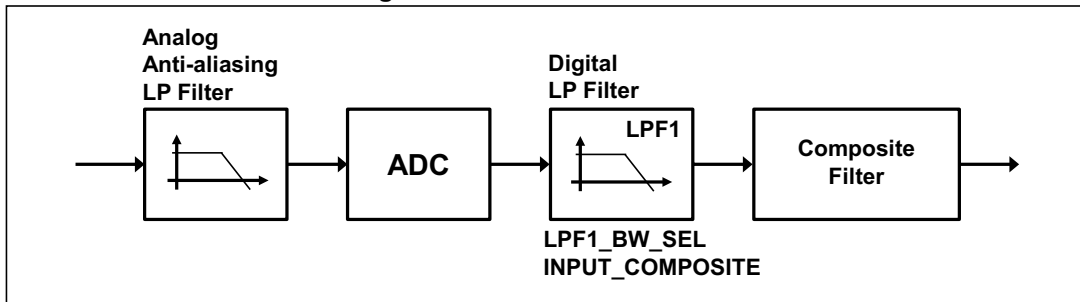 Analog
Anti-aliasing
LP Filter
ADC
Digital
LP Filter
LPF1
LPF1_BW_SEL
INPUT_COMPOSITE
Composite
Filter